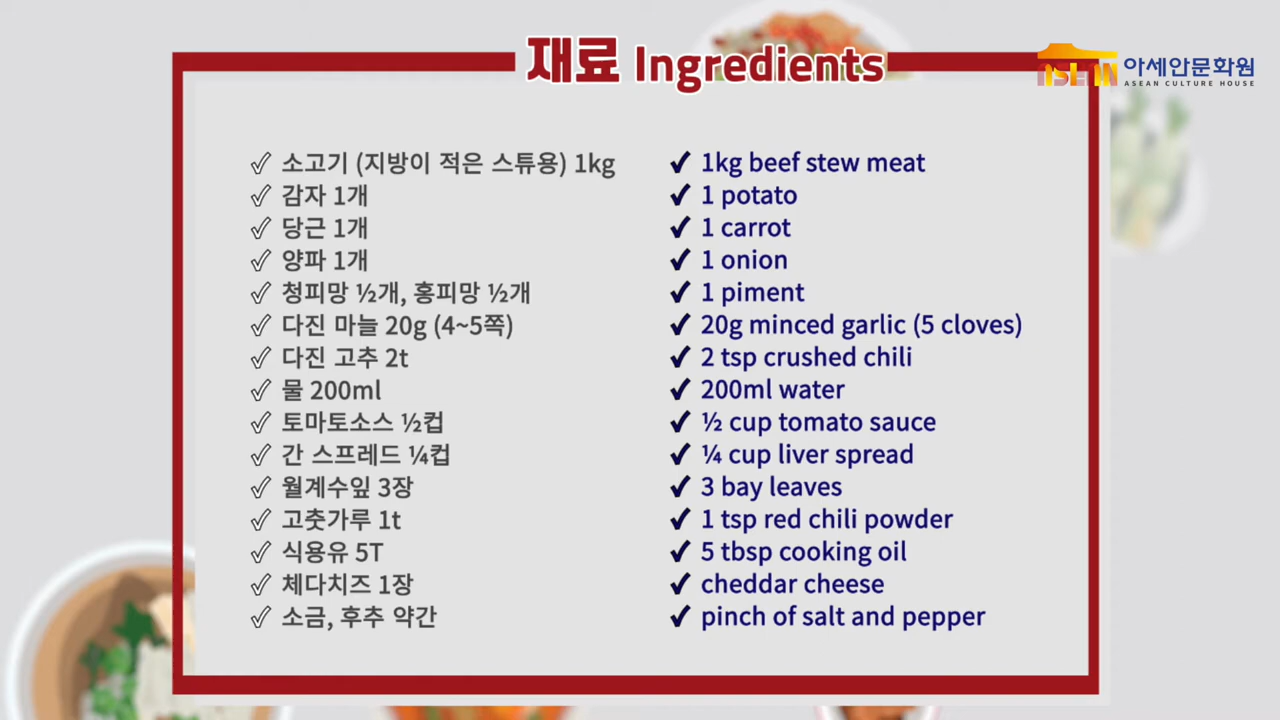 재료 Ingredients
아세안문화원
ASEAN CULTURE HOUSE
✓ 소고기 (지방이 적은 스튜용) 1kg
✓ 감자 1개
✓ 당근 1개
✓ 양파 1개
✓ 청피망 ½개, 홍피망 ½개
✓ 다진 마늘 20g (4~5쪽)
✓ 다진 고추 2t
✓ 물 200ml
✓ 토마토소스 ½컵
✓ 간 스프레드 ¼컵
✓ 월계수잎 3장
✓ 고춧가루 1t
✓ 식용유 5T
✓ 체다치즈 1장
✓ 소금, 후추 약간
✓ 1kg beef stew meat
✓ 1 potato
✓ 1 carrot
✓ 1 onion
✓ 1 piment
✓ 20g minced garlic (5 cloves)
✓ 2 tsp crushed chili
✓ 200ml water
✓ ½ cup tomato sauce
✓ ¼ cup liver spread
✓ 3 bay leaves
✓ 1 tsp red chili powder
✓ 5 tbsp cooking oil
✓ cheddar cheese
✓ pinch of salt and pepper